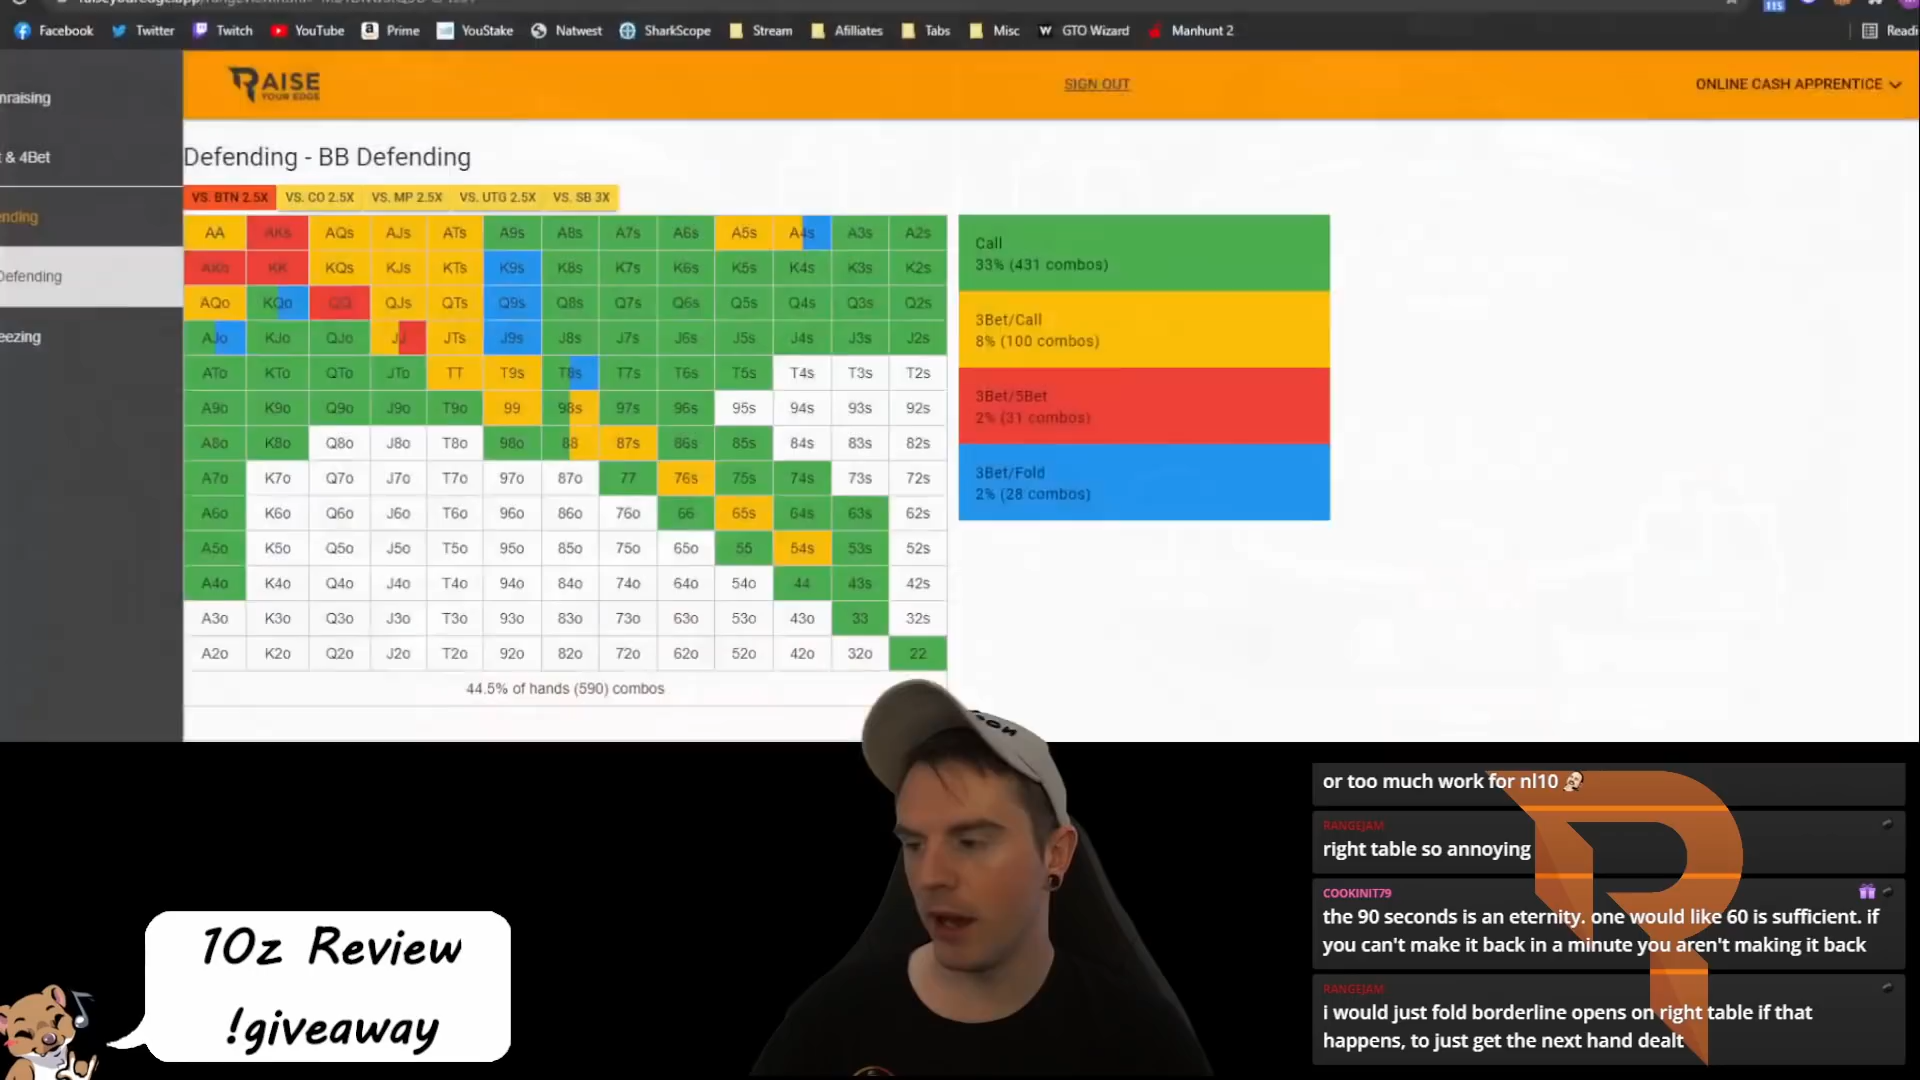 Facebook Twitter Twitch YouTube Prime YouStake Natwest SharkScope Stream Afilliates Tabs Misc GTO Wizard Manhunt 2 Readi
RAISE YOUR EDGE
SIGN OUT
ONLINE CASH APPRENTICE
nraising
t & 4Bet
ending
Defending
eezing
Defending - BB Defending
VS. BTN 2.5X VS. CO 2.5X VS. MP 2.5X VS. UTG 2.5X VS. SB 3X
AA AKs AQs AJs ATs A9s A8s A7s A6s A5s A4s A3s A2s
AKo KK KQs KJs KTs K9s K8s K7s K6s K5s K4s K3s K2s
AQo KQo QQ QJs QTs Q9s Q8s Q7s Q6s Q5s Q4s Q3s Q2s
AJo KJo QJo JJ JTs J9s J8s J7s J6s J5s J4s J3s J2s
ATo KTo QTo JTo TT T9s T8s T7s T6s T5s T4s T3s T2s
A9o K9o Q9o J9o T9o 99 98s 97s 96s 95s 94s 93s 92s
A8o K8o Q8o J8o T8o 98o 88 87s 86s 85s 84s 83s 82s
A7o K7o Q7o J7o T7o 97o 87o 77 76s 75s 74s 73s 72s
A6o K6o Q6o J6o T6o 96o 86o 76o 66 65s 64s 63s 62s
A5o K5o Q5o J5o T5o 95o 85o 75o 65o 55 54s 53s 52s
A4o K4o Q4o J4o T4o 94o 84o 74o 64o 54o 44 43s 42s
A3o K3o Q3o J3o T3o 93o 83o 73o 63o 53o 43o 33 32s
A2o K2o Q2o J2o T2o 92o 82o 72o 62o 52o 42o 32o 22
44.5% of hands (590) combos
Call
33% (431 combos)
3Bet/Call
8% (100 combos)
3Bet/5Bet
2% (31 combos)
3Bet/Fold
2% (28 combos)
10z Review
!giveaway
or too much work for nl10
RANGEJAM
right table so annoying
COOKINIT79
the 90 seconds is an eternity. one would like 60 is sufficient. if
you can't make it back in a minute you aren't making it back
RANGEJAM
i would just fold borderline opens on right table if that
happens, to just get the next hand dealt